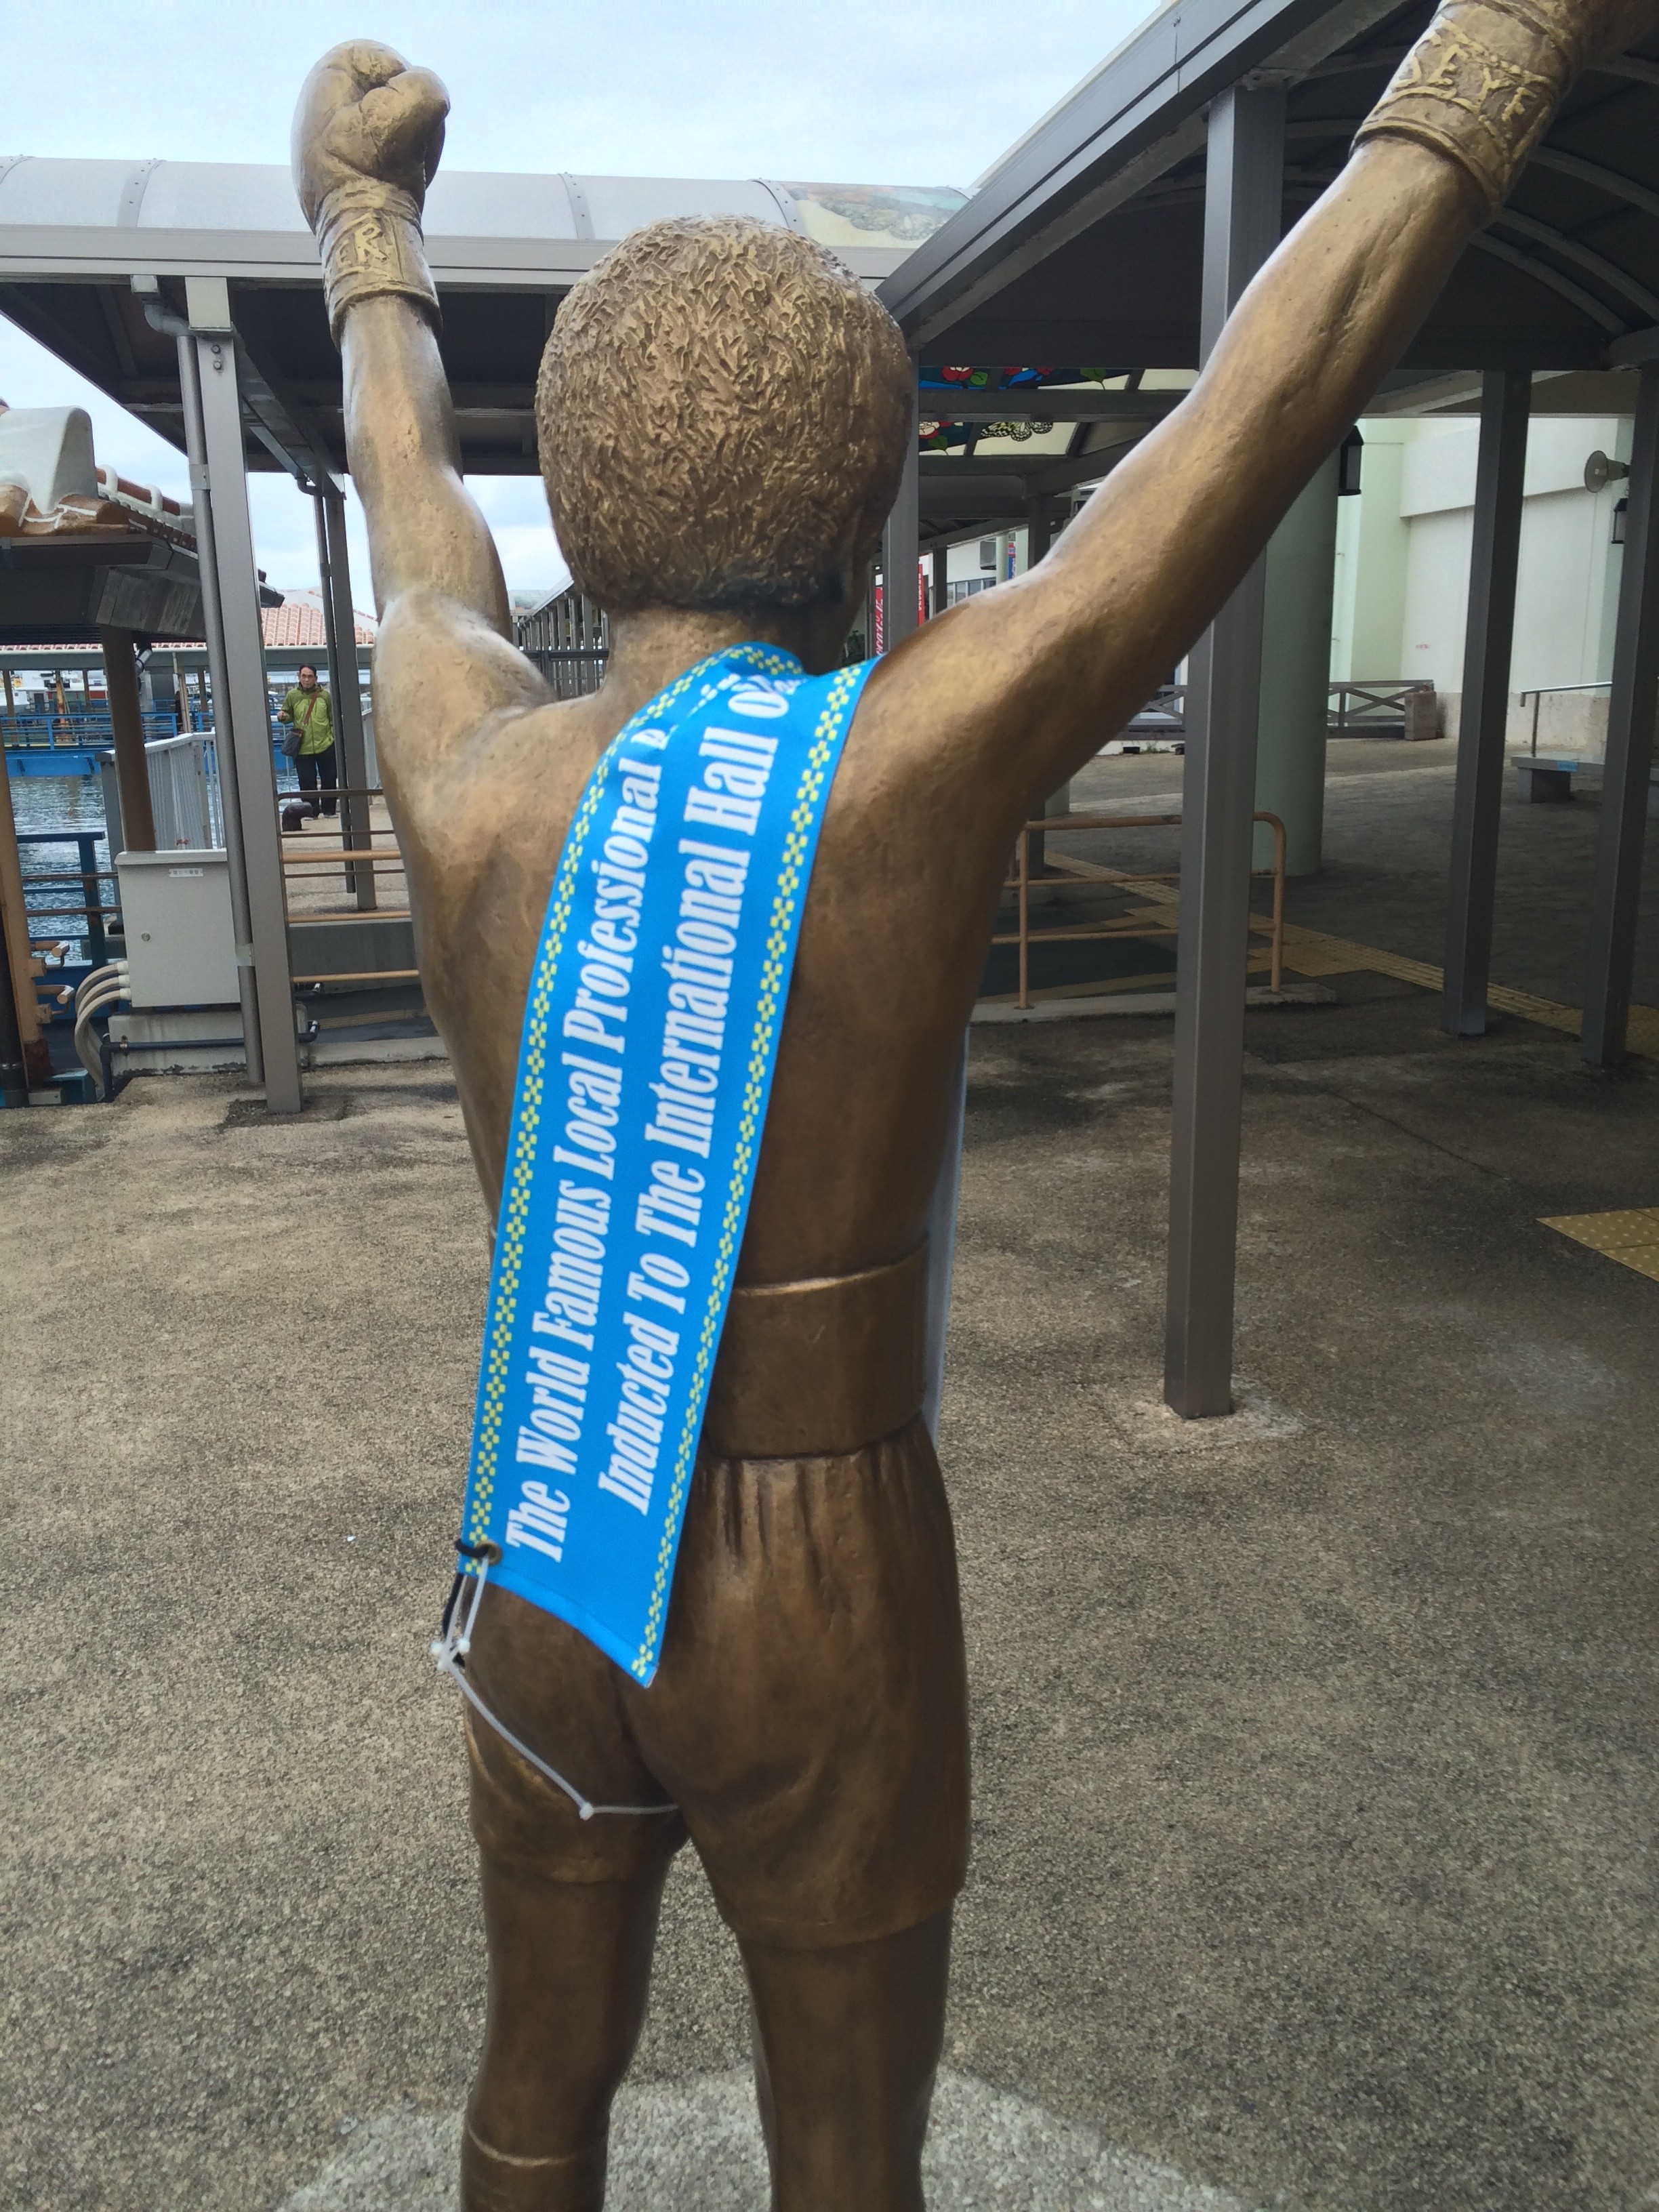 The World Famous Local Professional
Inducted To The International Hall of